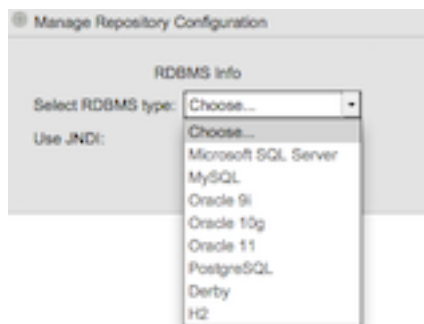 Manage Repository Configuration
RDBMS Info
Select RDBMS type: Choose...
Use JNDI:
Choose...
Microsoft SQL Server
MySQL
Oracle 9i
Oracle 10g
Oracle 11
PostgreSQL
Derby
H2